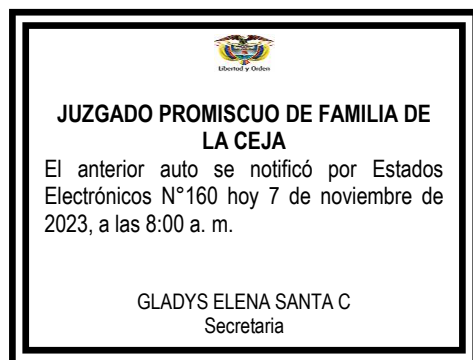 Libertad y Orden
JUZGADO PROMISCUO DE FAMILIA DE
LA CEJA
El anterior auto se notificó por Estados
Electrónicos N°160 hoy 7 de noviembre de
2023, a las 8:00 a. m.
GLADYS ELENA SANTA C
Secretaria